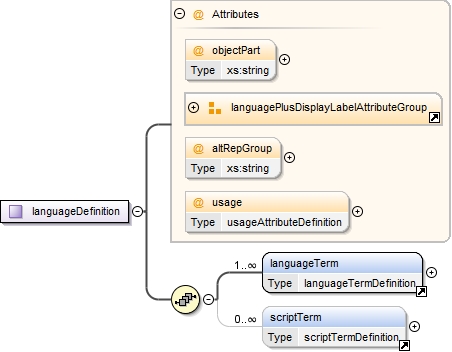 @ Attributes
@ objectPart
Type xs:string
languagePlusDisplayLabelAttributeGroup
@ altRepGroup
Type xs:string
@ usage
Type usageAttributeDefinition
languageDefinition
1..∞
languageTerm
Type languageTermDefinition
0..∞
scriptTerm
Type scriptTermDefinition